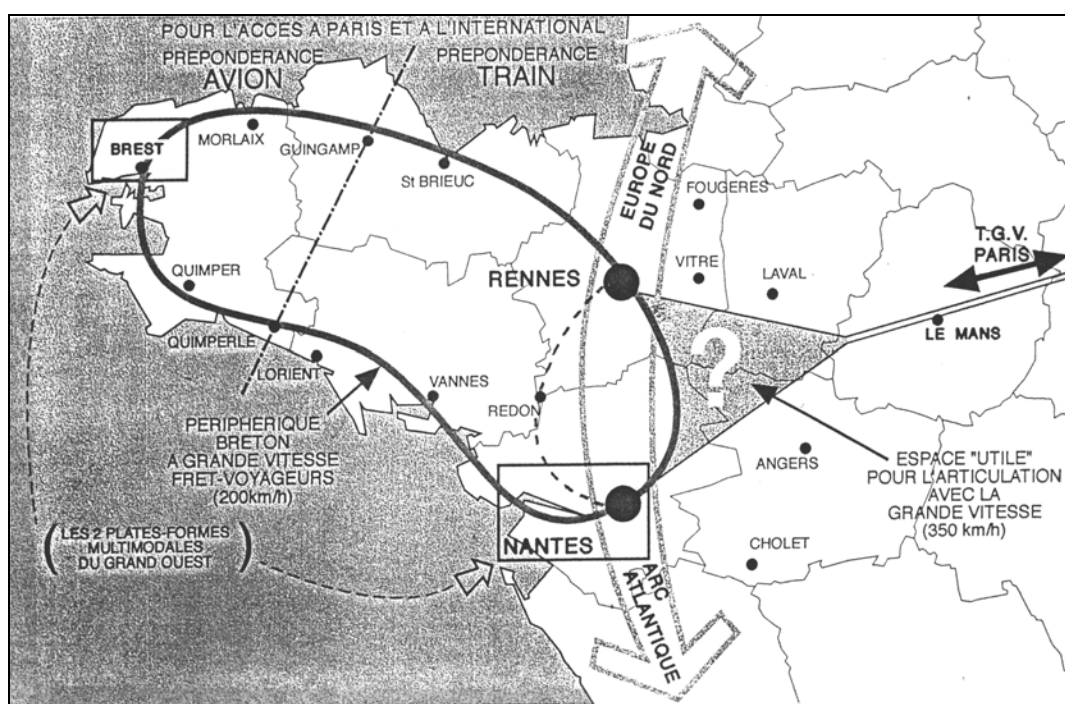 POUR L'ACCES A PARIS ET A L'INTERNATIONAL
PREPONDERANCE
AVION
PREPONDERANCE
TRAIN
BREST
MORLAIX
GUINGAMP
St BRIEUC
EUROPE
DU NORD
FOUGERES
VITRE
LAVAL
T.G.V.
PARIS
LE MANS
RENNES
QUIMPER
QUIMPERLE
LORIENT
VANNES
REDON
?
PERIPHERIQUE
BRETON
A GRANDE VITESSE
FRET-VOYAGEURS
(200km/h)
ANGERS
ESPACE "UTILE"
POUR L'ARTICULATION
AVEC LA
GRANDE VITESSE
(350 km/h)
(LES 2 PLATES-FORMES
MULTIMODALES
DU GRAND OUEST)
NANTES
CHOLET
ARC
ATLANTIQUE